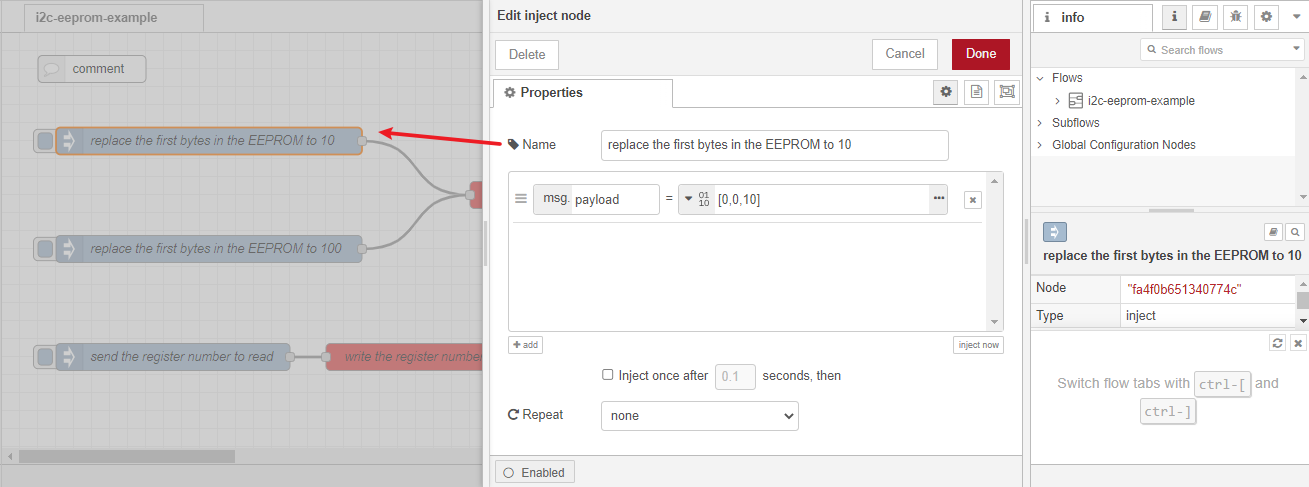 i2c-eeprom-example
comment
replace the first bytes in the EEPROM to 10
replace the first bytes in the EEPROM to 100
send the register number to read
write the register number
Edit inject node
Delete
Cancel
Done
Properties
Name
replace the first bytes in the EEPROM to 10
msg. payload = 01 10 [0,0,10] •••
+ add
inject now
Inject once after 0.1 seconds, then
Repeat
none
Enabled
i info
i
Search flows
Flows
i2c-eeprom-example
Subflows
Global Configuration Nodes
replace the first bytes in the EEPROM to 10
Node "fa4f0b651340774c"
Type inject
Switch flow tabs with ctrl-[ and
ctrl-]